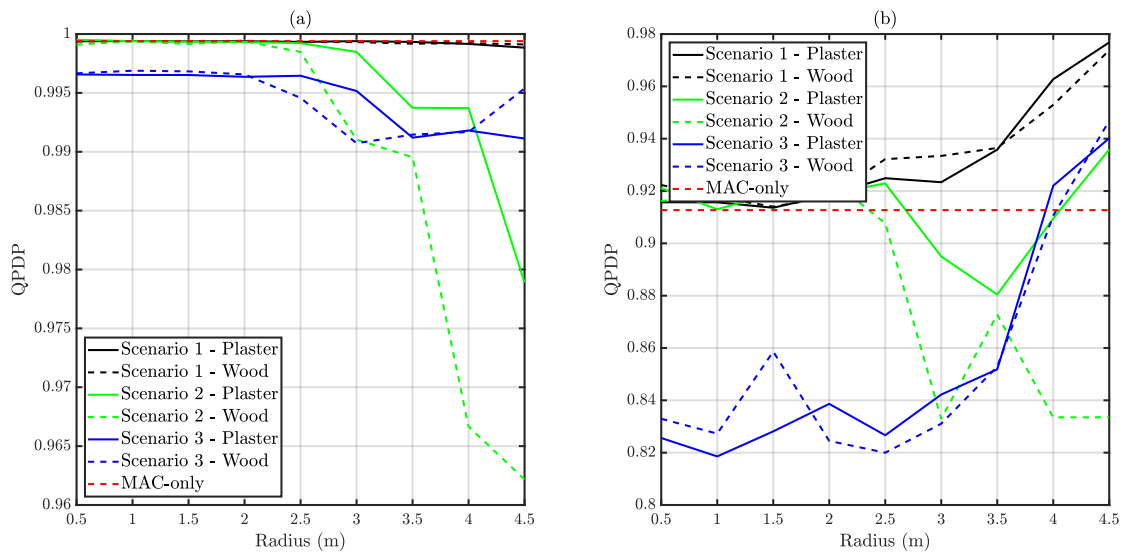 (a)
1
0.995
0.99
0.985
0.98
0.975
0.97
0.965
0.96
QPDP
Scenario 1 - Plaster
Scenario 1 - Wood
Scenario 2 - Plaster
Scenario 2 - Wood
Scenario 3 - Plaster
Scenario 3 - Wood
MAC-only
0.5 1 1.5 2 2.5 3 3.5 4 4.5
Radius (m)
(b)
0.98
0.96
0.94
0.92
0.9
0.88
0.86
0.84
0.82
0.8
QPDP
Scenario 1 - Plaster
Scenario 1 - Wood
Scenario 2 - Plaster
Scenario 2 - Wood
Scenario 3 - Plaster
Scenario 3 - Wood
MAC-only
0.5 1 1.5 2 2.5 3 3.5 4 4.5
Radius (m)